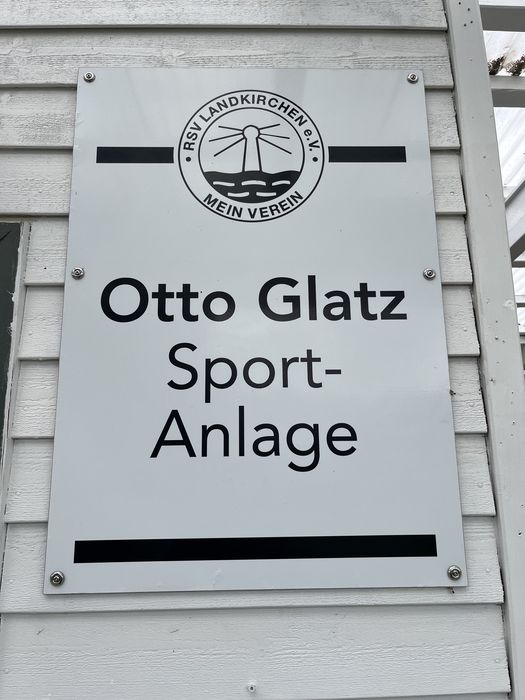 RSV LANDKIRCHEN e.V.
MEIN VEREIN
Otto Glatz
Sport-
Anlage